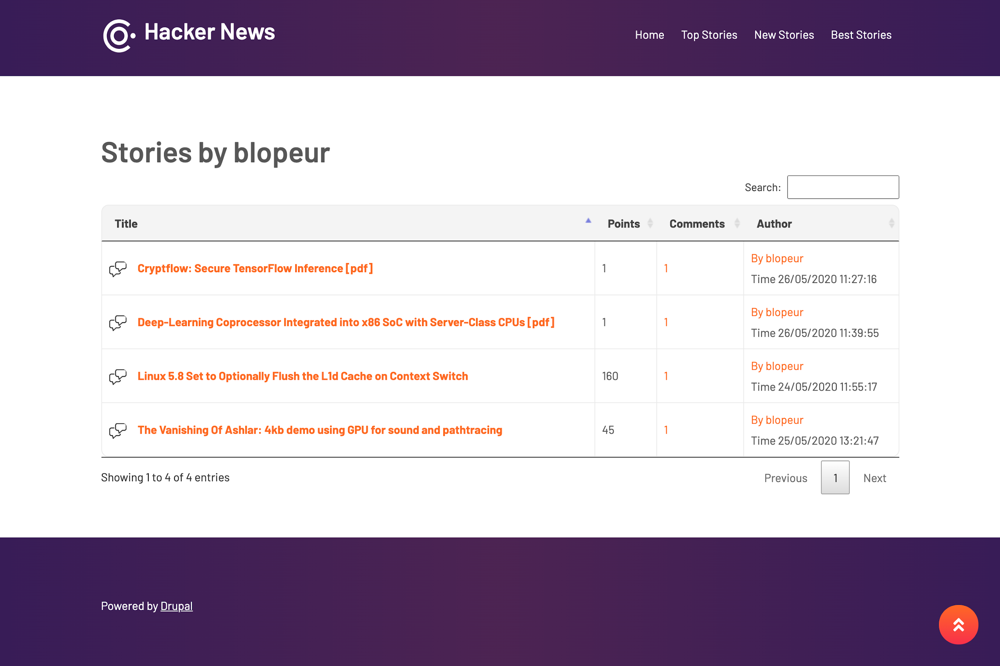 Hacker News
Home Top Stories New Stories Best Stories
Stories by blopeur
Search:
Title Points Comments Author
Cryptflow: Secure TensorFlow Inference [pdf] 1 1 By blopeur
Time 26/05/2020 11:27:16
Deep-Learning Coprocessor Integrated into x86 SoC with Server-Class CPUs [pdf] 1 1 By blopeur
Time 26/05/2020 11:39:55
Linux 5.8 Set to Optionally Flush the L1d Cache on Context Switch 160 1 By blopeur
Time 24/05/2020 11:55:17
The Vanishing Of Ashlar: 4kb demo using GPU for sound and pathtracing 45 1 By blopeur
Time 25/05/2020 13:21:47
Showing 1 to 4 of 4 entries
Previous 1 Next
Powered by Drupal